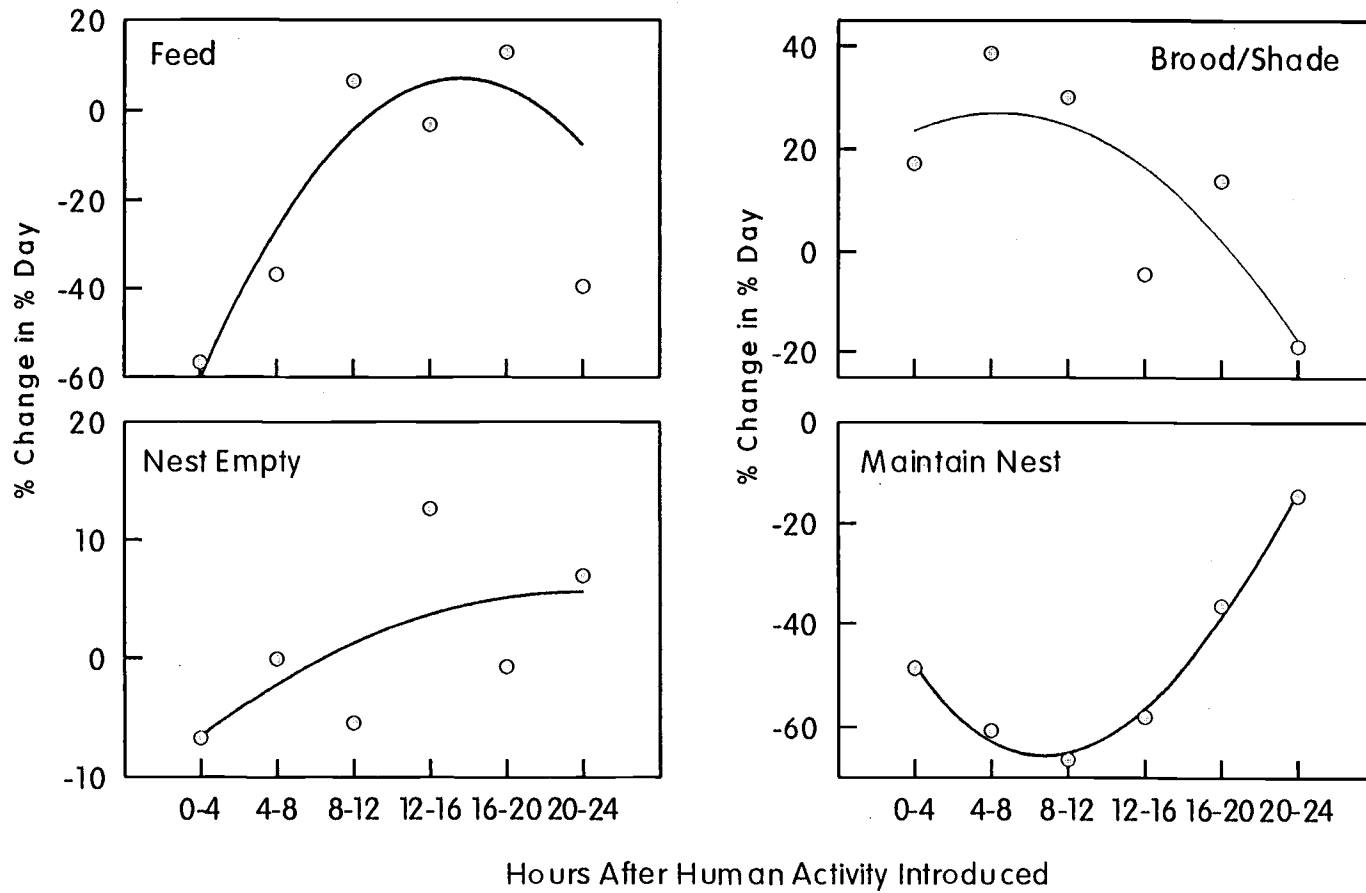 % Change in % Day
20
0
-20
-40
-60
Feed
20
10
0
-10
Nest Empty
0-4 4-8 8-12 12-16 16-20 20-24
% Change in % Day
40
20
0
-20
Brood/Shade
0
-20
-40
-60
Maintain Nest
0-4 4-8 8-12 12-16 16-20 20-24
Hours After Human Activity Introduced